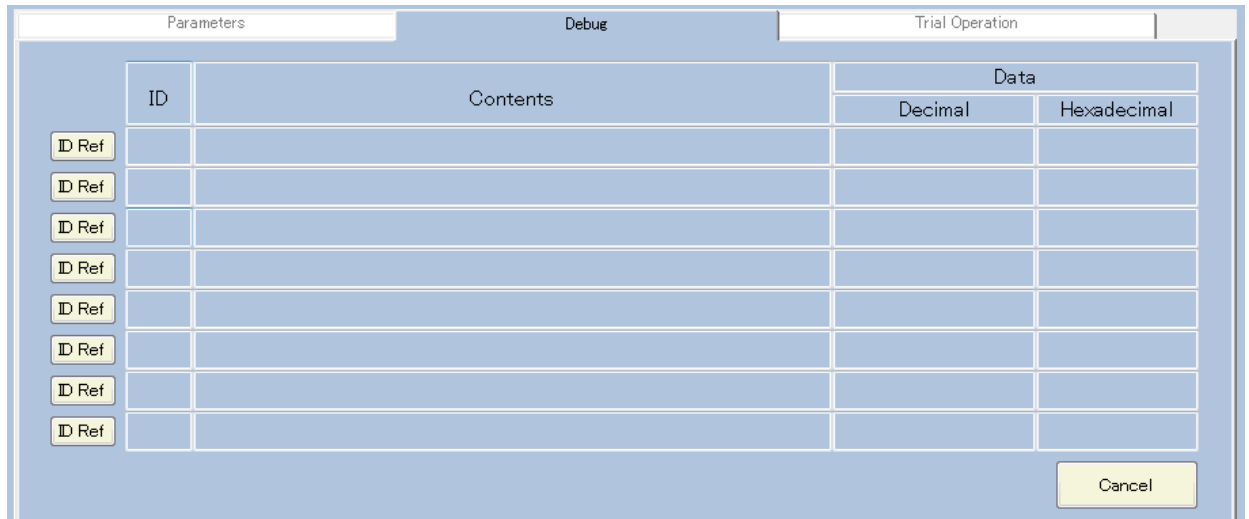 Parameters Debug Trial Operation
ID Contents Data
Decimal Hexadecimal
ID Ref
ID Ref
ID Ref
ID Ref
ID Ref
ID Ref
ID Ref
ID Ref
Cancel